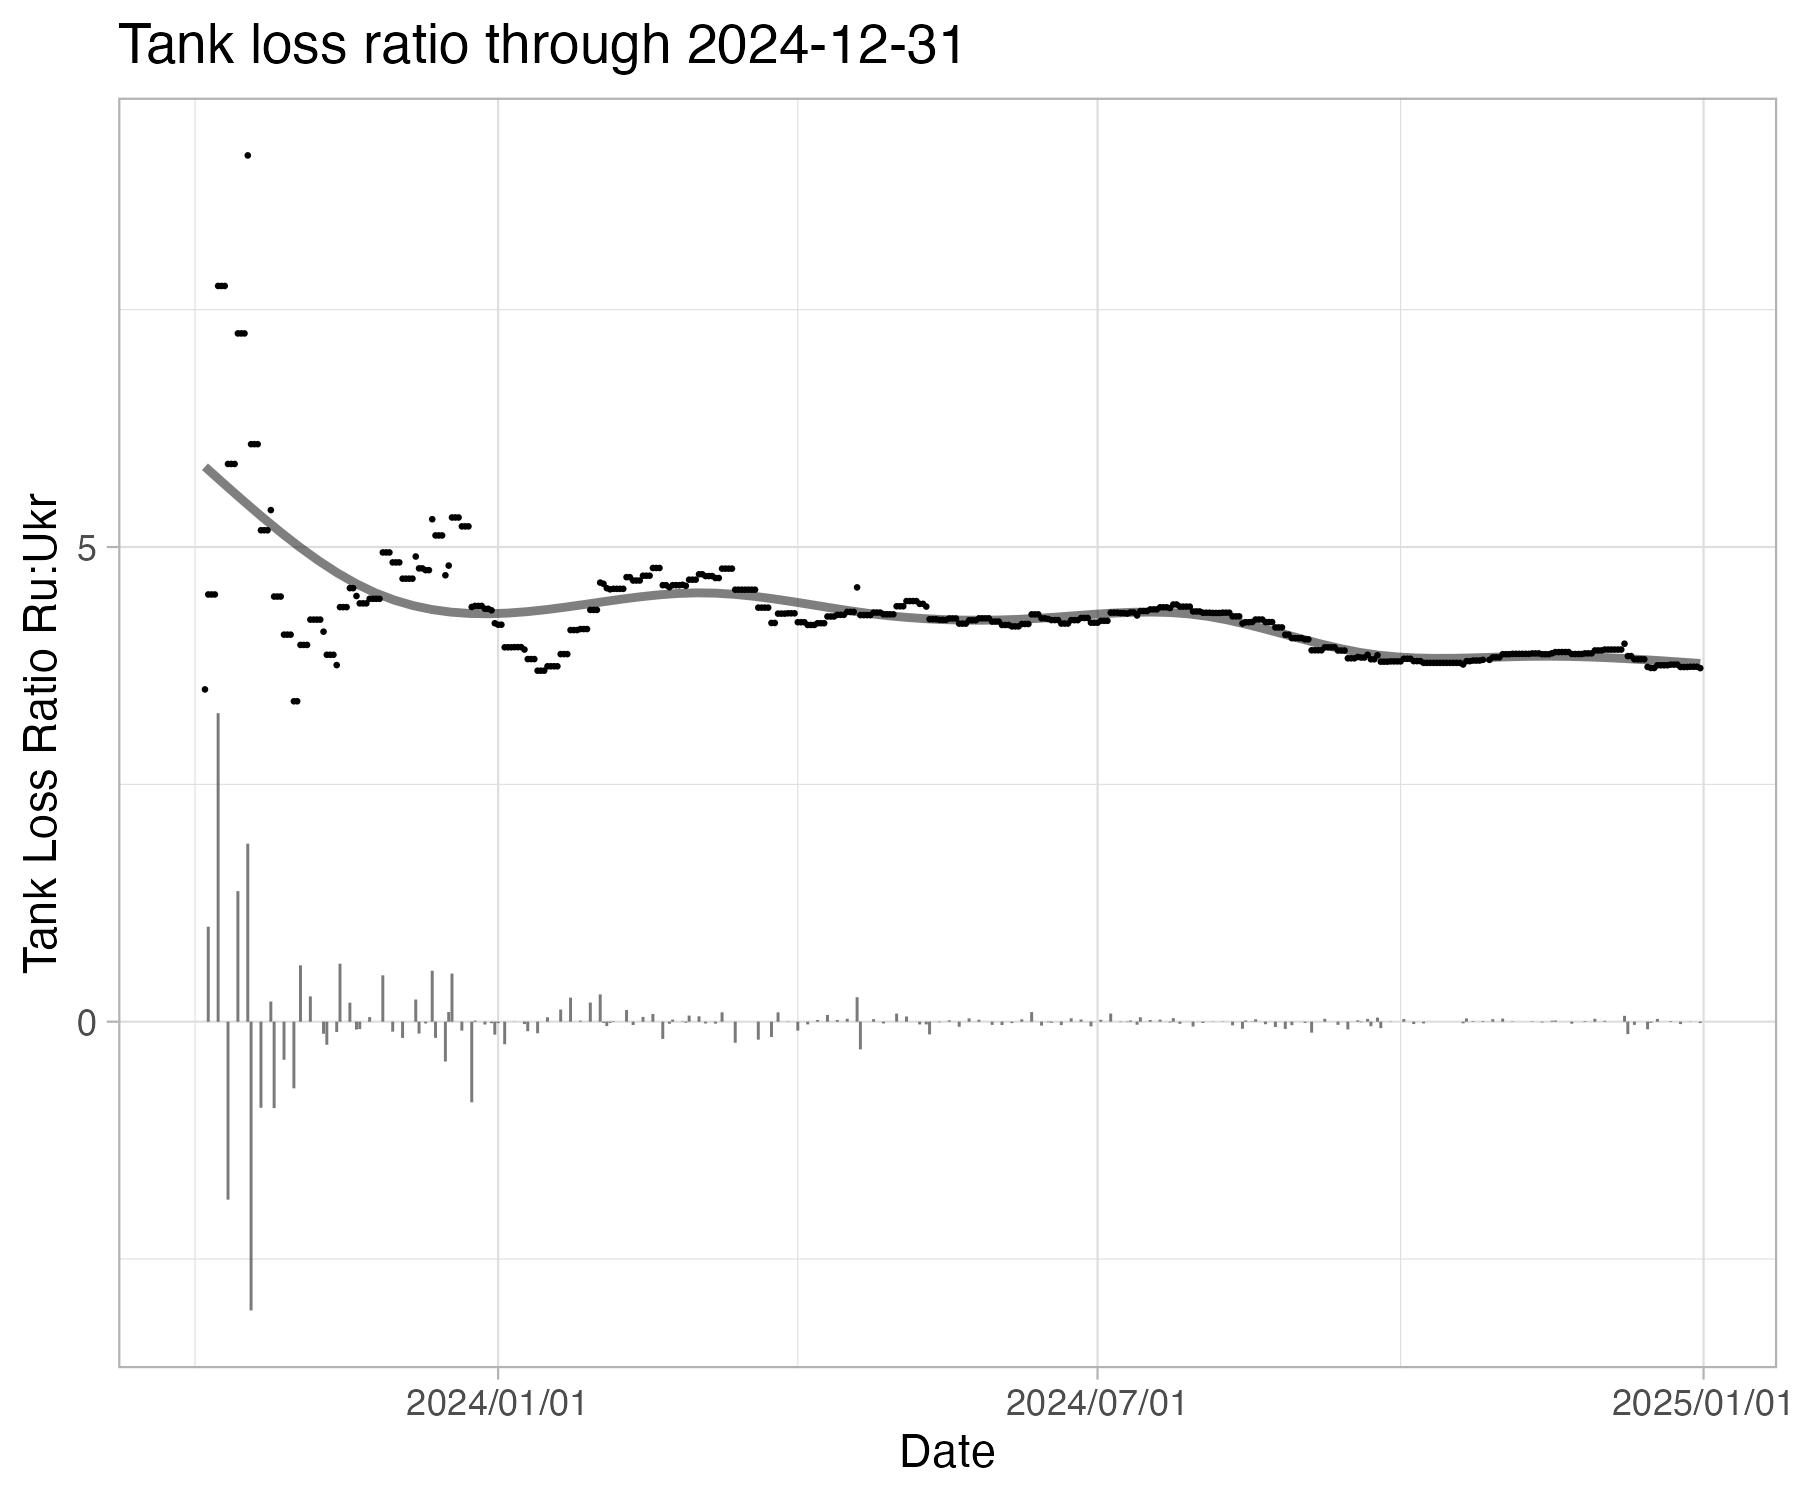 Tank loss ratio through 2024-12-31
Tank Loss Ratio Ru:Ukr
5
0
2024/01/01
2024/07/01
2025/01/01
Date